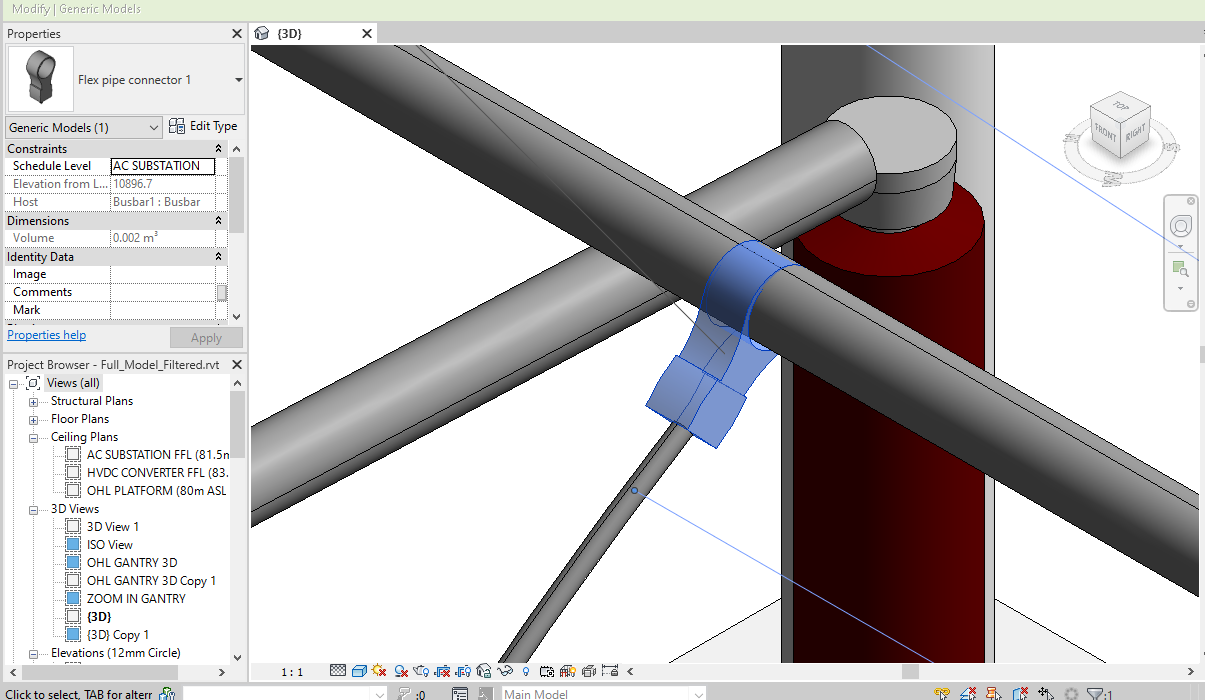 Modify | Generic Models
Properties
{3D}
Flex pipe connector 1
Generic Models (1)
Edit Type
Constraints
Schedule Level AC SUBSTATION
Elevation from L... 10896.7
Host Busbar1 : Busbar
Dimensions
Volume 0.002 m³
Identity Data
Image
Comments
Mark
Properties help
Apply
Project Browser - Full_Model_Filtered.rvt
Views (all)
Structural Plans
Floor Plans
Ceiling Plans
AC SUBSTATION FFL (81.5m
HVDC CONVERTER FFL (83.
OHL PLATFORM (80m ASL
3D Views
3D View 1
ISO View
OHL GANTRY 3D
OHL GANTRY 3D Copy 1
ZOOM IN GANTRY
{3D}
{3D} Copy 1
Elevations (12mm Circle)
TOP
FRONT
RIGHT
1 : 1
Click to select, TAB for altern
:0
Main Model
:1